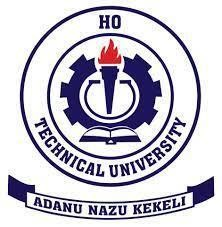 HO
TECHNICAL UNIVERSITY
ADANU NAZU KEKELI